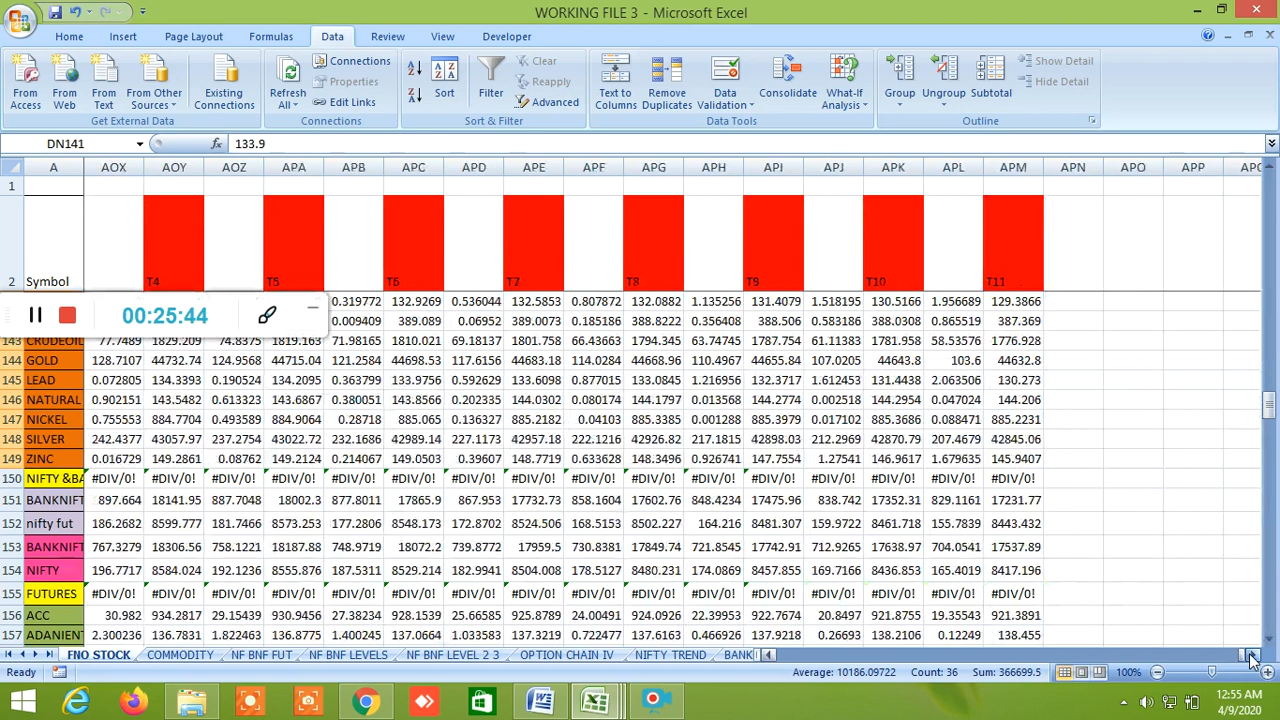 WORKING FILE 3 - Microsoft Excel
Home Insert Page Layout Formulas Data Review View Developer
From Access From Web From Text From Other Sources Existing Connections Refresh All Connections Properties Edit Links Sort Filter Clear Reapply Advanced Text to Columns Remove Duplicates Data Validation Consolidate What-If Analysis Group Ungroup Subtotal Show Detail Hide Detail
Get External Data Connections Sort & Filter Data Tools Outline
DN141 fx 133.9
A AOX AOY AOZ APA APB APC APD APE APF APG APH API APJ APK APL APM APN APO APP
1
2 Symbol T4 T5 T6 T7 T8 T9 T10 T11
0.319772 132.9269 0.536044 132.5853 0.807872 132.0882 1.135256 131.4079 1.518195 130.5166 1.956689 129.3866
00:25:44 0.009409 389.089 0.06952 389.0073 0.185186 388.8222 0.356408 388.506 0.583186 388.0308 0.865519 387.369
143 CRUDEOIL 77.7489 1829.209 74.8375 1819.163 71.98165 1810.021 69.18137 1801.758 66.43663 1794.345 63.74745 1787.754 61.11383 1781.958 58.53576 1776.928
144 GOLD 128.7107 44732.74 124.9568 44715.04 121.2584 44698.53 117.6156 44683.18 114.0284 44668.96 110.4967 44655.84 107.0205 44643.8 103.6 44632.8
145 LEAD 0.072805 134.3393 0.190524 134.2095 0.363799 133.9756 0.592629 133.6098 0.877015 133.0845 1.216956 132.3717 1.612453 131.4438 2.063506 130.273
146 NATURAL 0.902151 143.5482 0.613323 143.6867 0.380051 143.8566 0.202335 144.0302 0.080174 144.1797 0.013568 144.2774 0.002518 144.2954 0.047024 144.206
147 NICKEL 0.755553 884.7704 0.493589 884.9064 0.28718 885.065 0.136327 885.2182 0.04103 885.3385 0.001288 885.3979 0.017102 885.3686 0.088471 885.2231
148 SILVER 242.4377 43057.97 237.2754 43022.72 232.1686 42989.14 227.1173 42957.18 222.1216 42926.82 217.1815 42898.03 212.2969 42870.79 207.4679 42845.06
149 ZINC 0.016729 149.2861 0.08762 149.2124 0.214067 149.0503 0.39607 148.7719 0.633628 148.3496 0.926741 147.7559 1.27541 146.9617 1.679635 145.9407
150 NIFTY &BA #DIV/0! #DIV/0! #DIV/0! #DIV/0! #DIV/0! #DIV/0! #DIV/0! #DIV/0! #DIV/0! #DIV/0! #DIV/0! #DIV/0! #DIV/0! #DIV/0! #DIV/0! #DIV/0!
151 BANKNIFT 897.664 18141.95 887.7048 18002.3 877.8011 17865.9 867.953 17732.73 858.1604 17602.76 848.4234 17475.96 838.742 17352.31 829.1161 17231.77
152 nifty fut 186.2682 8599.777 181.7466 8573.253 177.2806 8548.173 172.8702 8524.506 168.5153 8502.227 164.216 8481.307 159.9722 8461.718 155.7839 8443.432
153 BANKNIFT 767.3279 18306.56 758.1221 18187.88 748.9719 18072.2 739.8772 17959.5 730.8381 17849.74 721.8545 17742.91 712.9265 17638.97 704.0541 17537.89
154 NIFTY 196.7717 8584.024 192.1236 8555.876 187.5311 8529.214 182.9941 8504.008 178.5127 8480.231 174.0868 8457.855 169.7164 8436.853 165.4019 8417.196
155 FUTURES #DIV/0! #DIV/0! #DIV/0! #DIV/0! #DIV/0! #DIV/0! #DIV/0! #DIV/0! #DIV/0! #DIV/0! #DIV/0! #DIV/0! #DIV/0! #DIV/0! #DIV/0! #DIV/0!
156 ACC 30.982 934.2817 29.15439 930.9456 27.38234 928.1539 25.66585 925.8789 24.00491 924.0926 22.39955 922.7674 20.8497 921.8755 19.35543 921.3891
157 ADANIENT 2.300236 136.7831 1.822463 136.8775 1.400245 137.0664 1.033583 137.3219 0.722477 137.6163 0.466926 137.9218 0.26693 138.2106 0.12249 138.455
FNO STOCK COMMODITY NF BNF FUT NF BNF LEVELS NF BNF LEVEL 2 3 OPTION CHAIN IV NIFTY TREND BANK
Ready Average: 10186.09722 Count: 36 Sum: 366699.5 100%
12:55 AM
4/9/2020